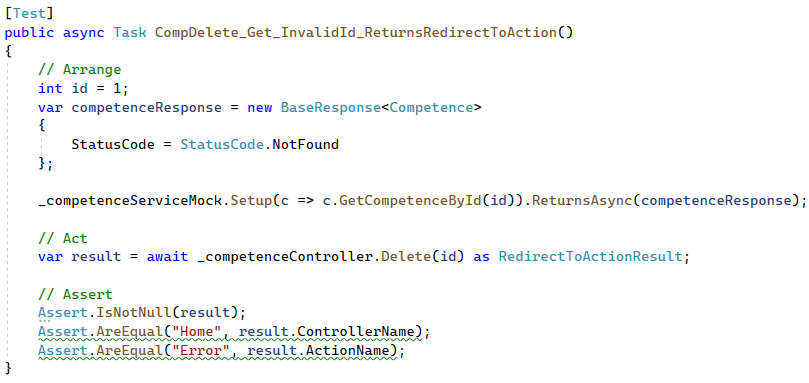 [Test]
public async Task CompDelete_Get_InvalidId_ReturnsRedirectToAction()
{
    // Arrange
    int id = 1;
    var competenceResponse = new BaseResponse<Competence>
    {
        StatusCode = StatusCode.NotFound
    };

    _competenceServiceMock.Setup(c => c.GetCompetenceById(id)).ReturnsAsync(competenceResponse);

    // Act
    var result = await _competenceController.Delete(id) as RedirectToActionResult;

    // Assert
    Assert.IsNotNull(result);
    Assert.AreEqual("Home", result.ControllerName);
    Assert.AreEqual("Error", result.ActionName);
}